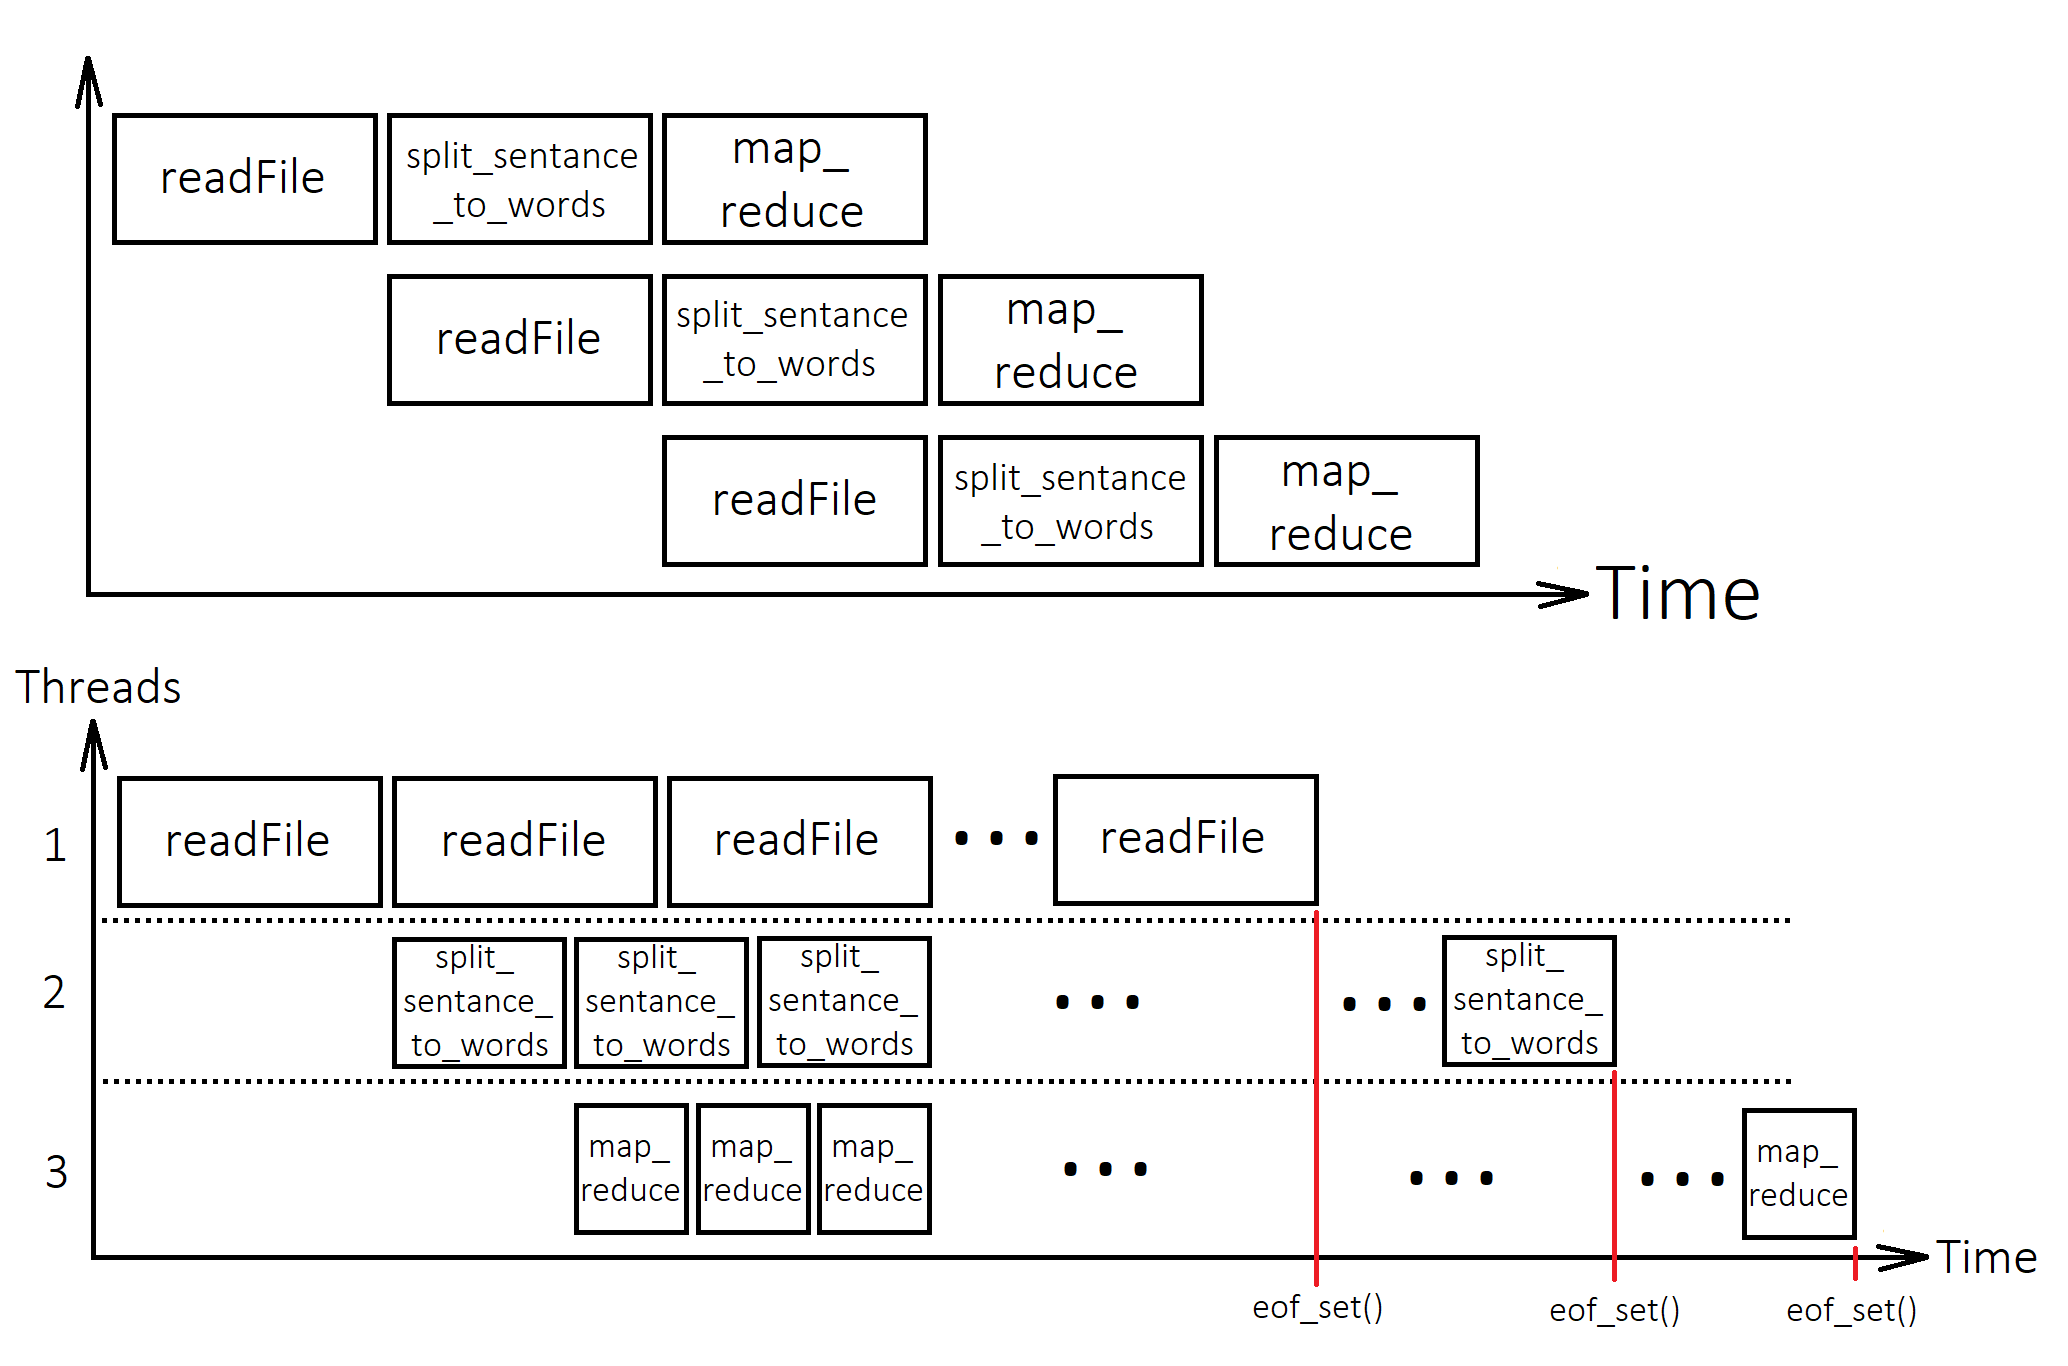 readFile
split_sentance
_to_words
map_
reduce
readFile
split_sentance
_to_words
map_
reduce
readFile
split_sentance
_to_words
map_
reduce
Time
Threads
1
readFile
readFile
readFile
...
readFile
2
split_
sentance_
to_words
split_
sentance_
to_words
split_
sentance_
to_words
...
...
split_
sentance_
to_words
3
map_
reduce
map_
reduce
map_
reduce
...
...
...
map_
reduce
Time
eof_set()
eof_set()
eof_set()